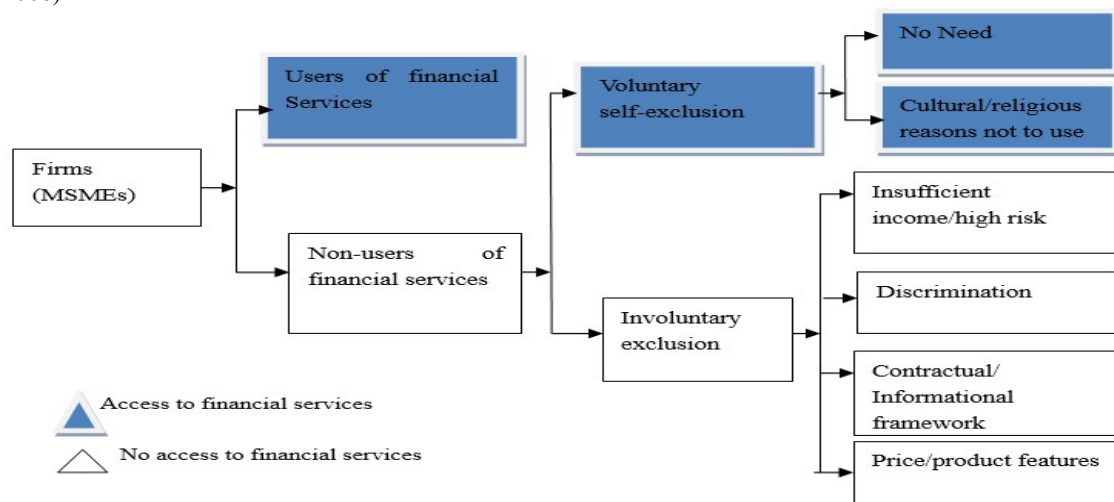 No Need
Users of financial
Services
Voluntary
self-exclusion
Cultural/religious
reasons not to use
Firms
(MSMEs)
Insufficient
income/high risk
Non-users of
financial services
Discrimination
Involuntary
exclusion
Contractual/
Informational
framework
Access to financial services
No access to financial services
Price/product features